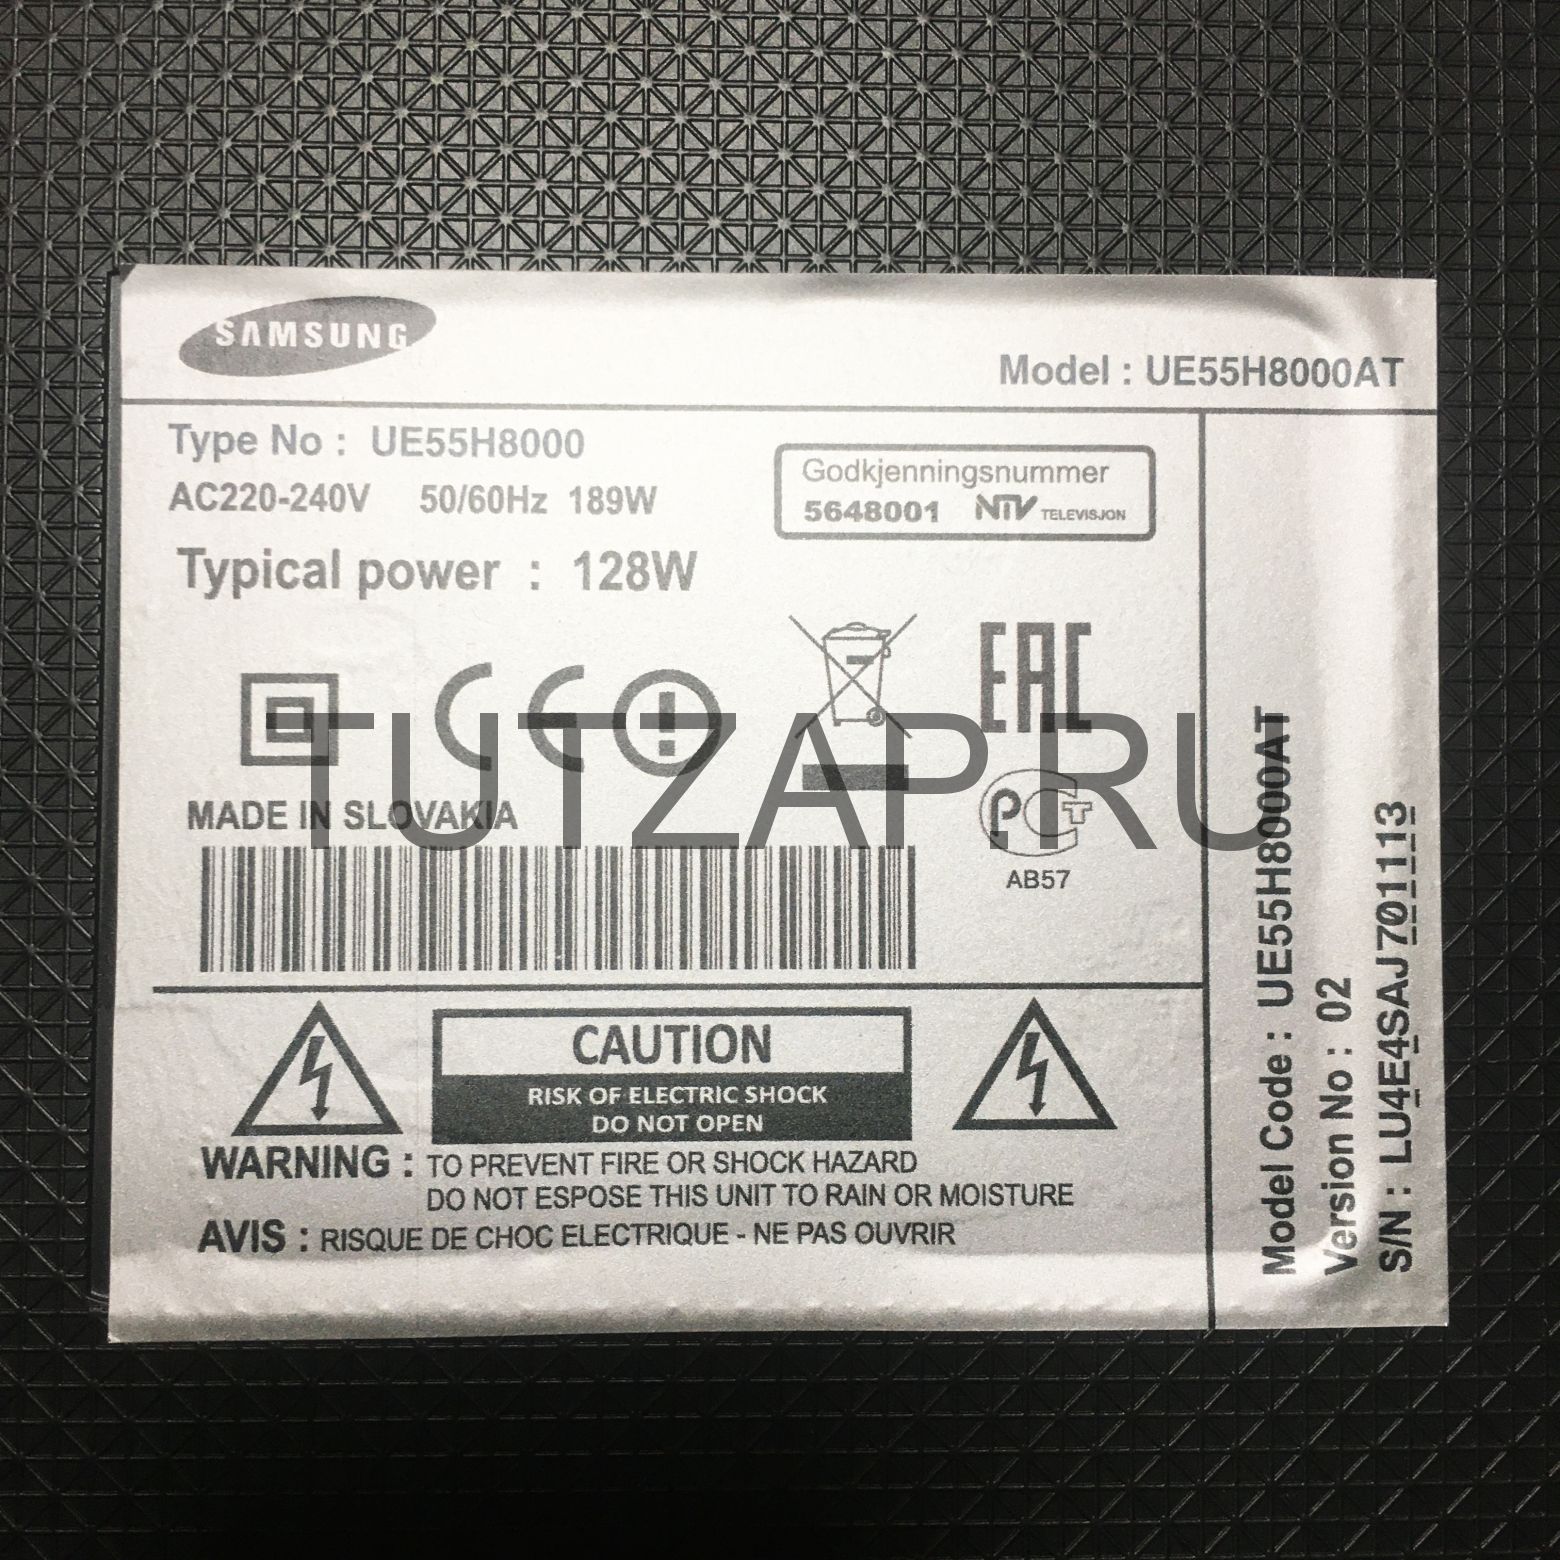 SAMSUNG
Model : UE55H8000AT
Type No : UE55H8000
AC220-240V 50/60Hz 189W
Godkjenningsnummer
5648001 NTV TELEVISJON
Typical power : 128W
CE
EAC
TUTZAP.RU
MADE IN SLOVAKIA
PCT
AB57
CAUTION
RISK OF ELECTRIC SHOCK
DO NOT OPEN
WARNING : TO PREVENT FIRE OR SHOCK HAZARD
DO NOT ESPOSE THIS UNIT TO RAIN OR MOISTURE
AVIS : RISQUE DE CHOC ELECTRIQUE - NE PAS OUVRIR
Model Code : UE55H8000AT
Version No : 02
S/N : LU4E4SAJ701113